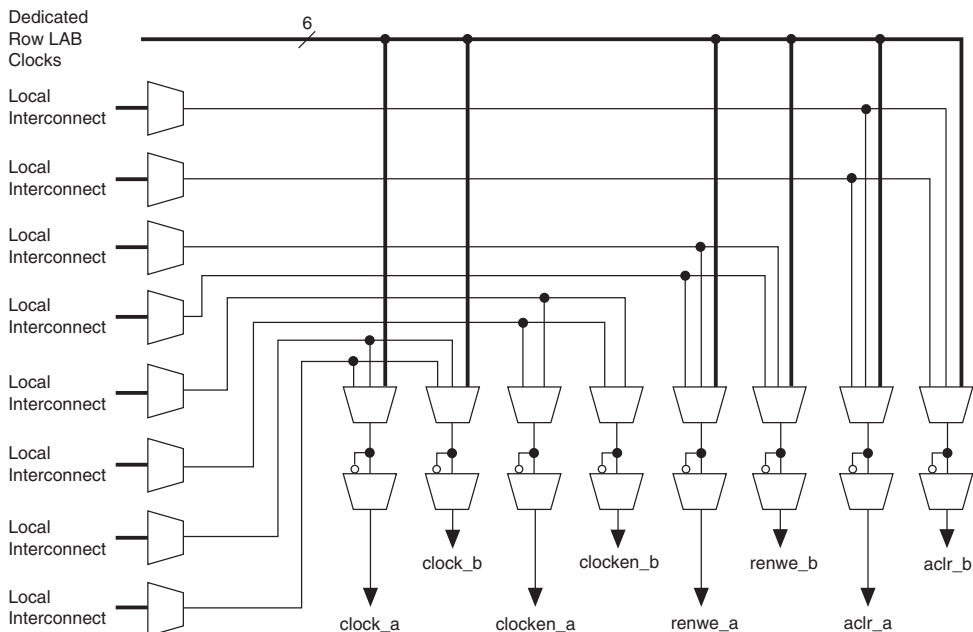 Dedicated
Row LAB
Clocks
6
Local
Interconnect
Local
Interconnect
Local
Interconnect
Local
Interconnect
Local
Interconnect
Local
Interconnect
Local
Interconnect
Local
Interconnect
clock_b
clocken_b
renwe_b
aclr_b
clock_a
clocken_a
renwe_a
aclr_a